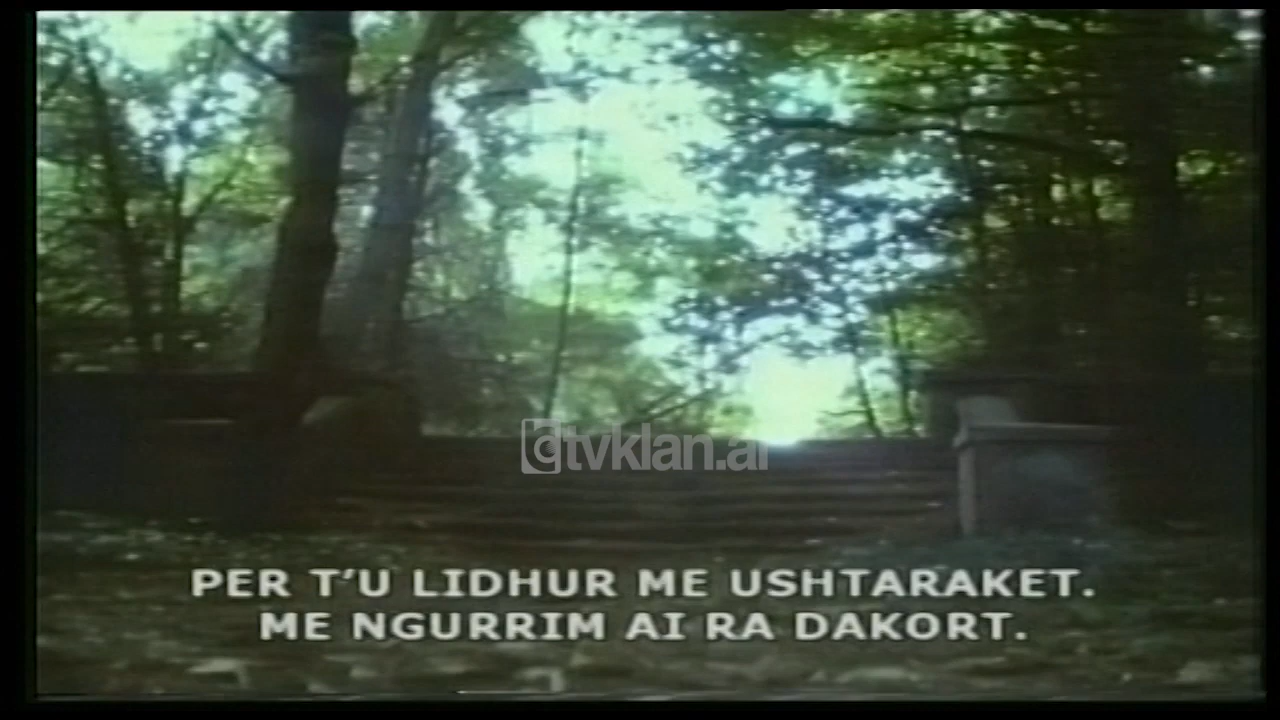 tvklan.al
PER T'U LIDHUR ME USHTARAKET.
ME NGURRIM AI RA DAKORT.